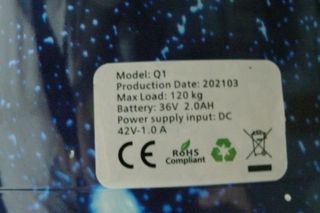 Model: Q1
Production Date: 202103
Max Load: 120 kg
Battery: 36V 2.0AH
Power supply input: DC
42V-1.0 A
CE RoHS
Compliant